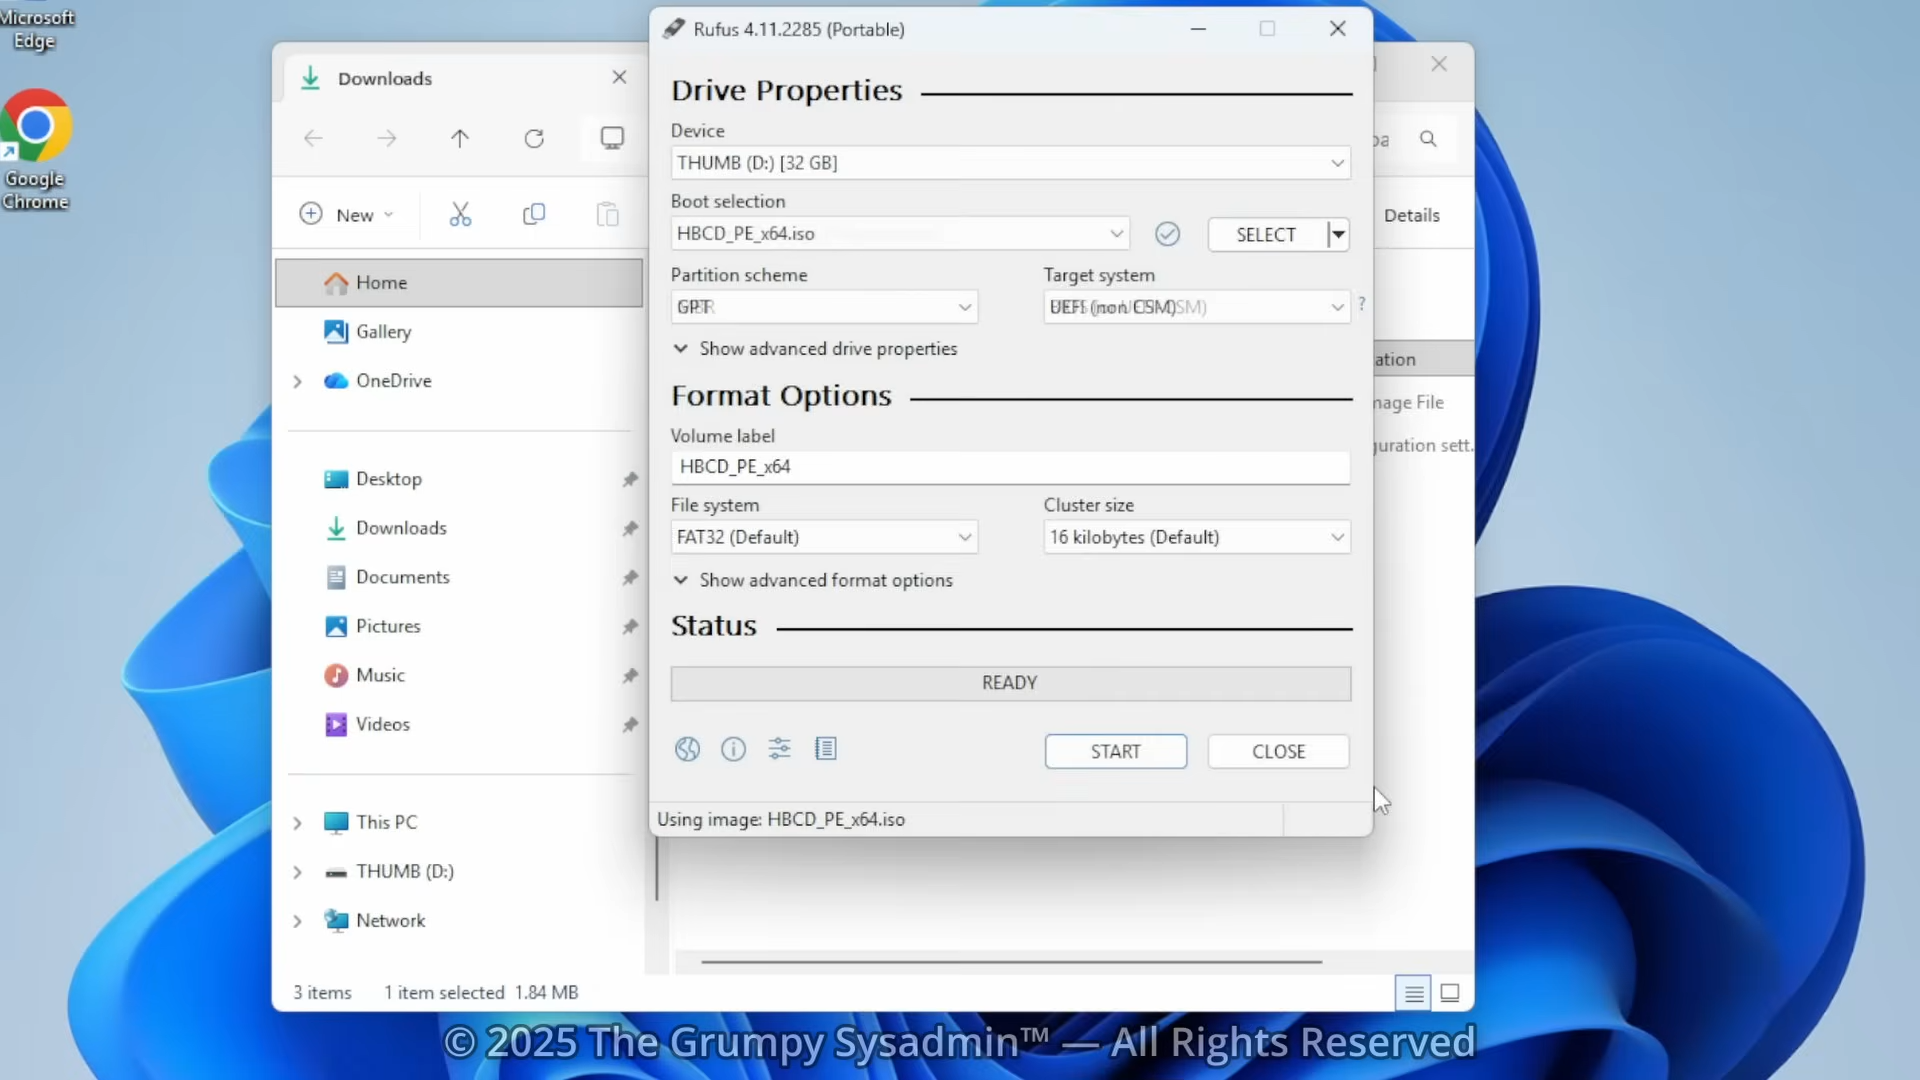 Microsoft
Edge
Google
Chrome
Downloads
New
Details
Home
Gallery
OneDrive
Desktop
Downloads
Documents
Pictures
Music
Videos
This PC
THUMB (D:)
Network
3 items 1 item selected 1.84 MB
Rufus 4.11.2285 (Portable)
Drive Properties
Device
THUMB (D:) [32 GB]
Boot selection
HBCD_PE_x64.iso
SELECT
Partition scheme
Target system
GPT
UEFI (non CSM)
?
Show advanced drive properties
Format Options
Volume label
HBCD_PE_x64
File system
Cluster size
FAT32 (Default)
16 kilobytes (Default)
Show advanced format options
Status
READY
START
CLOSE
Using image: HBCD_PE_x64.iso
ation
mage File
guration sett.
© 2025 The Grumpy Sysadmin™ — All Rights Reserved